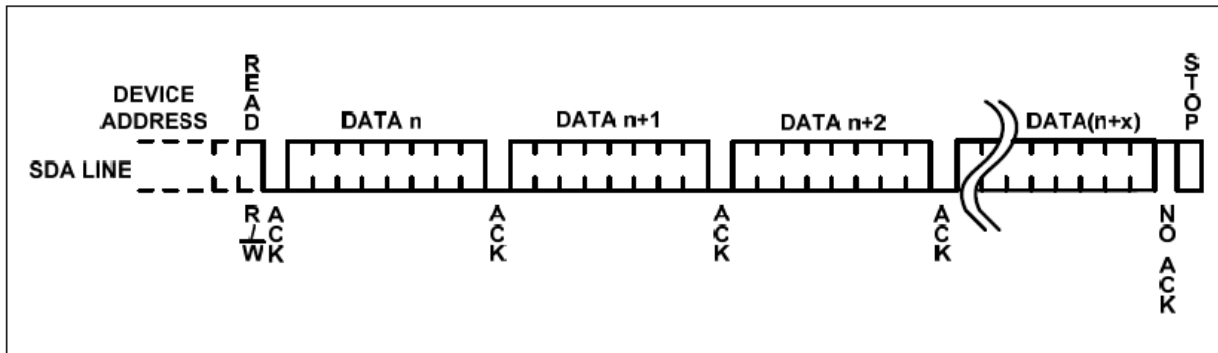 READ
STOP
DEVICE
ADDRESS
DATA n
DATA n+1
DATA n+2
DATA(n+x)
SDA LINE
R/W
ACK
ACK
ACK
ACK
NO ACK